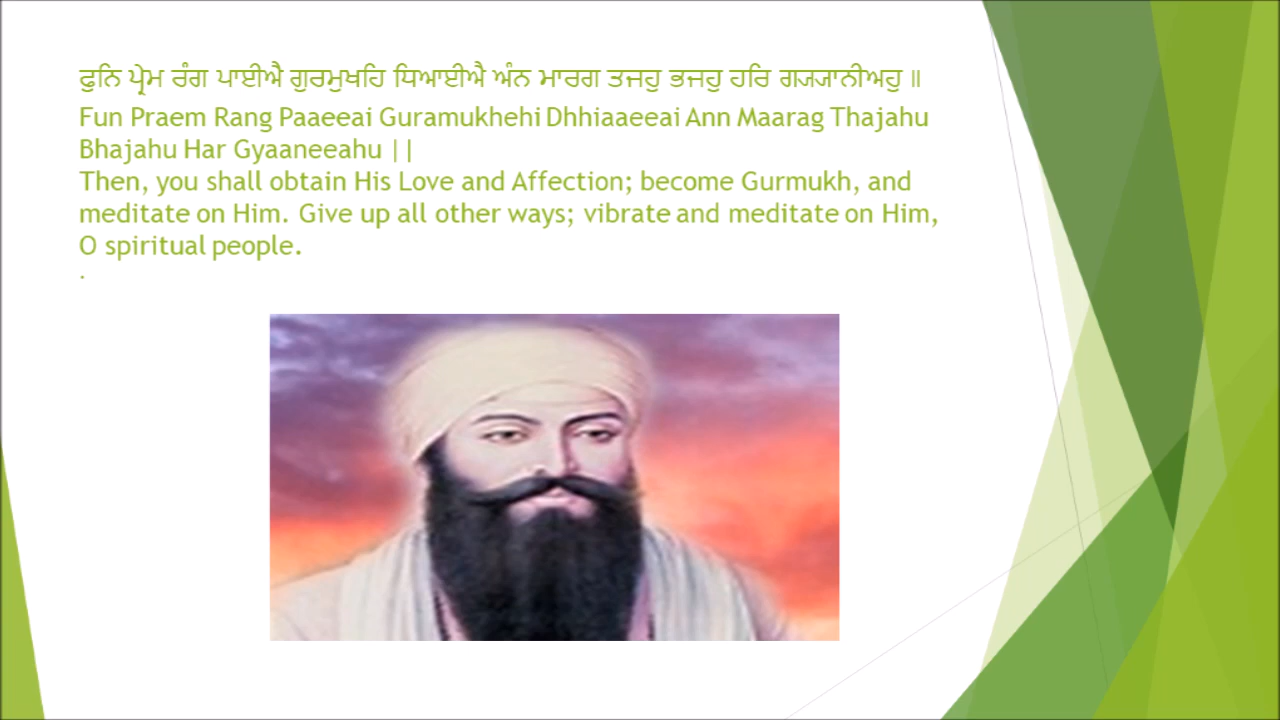 ਫੁਨਿ ਪ੍ਰੇਮ ਰੰਗ ਪਾਈਐ ਗੁਰਮੁਖਹਿ ਧਿਆਈਐ ਅੰਨ ਮਾਰਗ ਤਜਹੁ ਭਜਹੁ ਹਰਿ ਗੵਾਨੀਅਹੁ ॥
Fun Praem Rang Paaeeai Guramukhehi Dhhiaaeeai Ann Maarag Thajahu
Bhajahu Har Gyaaneeahu ||
Then, you shall obtain His Love and Affection; become Gurmukh, and
meditate on Him. Give up all other ways; vibrate and meditate on Him,
O spiritual people.
.